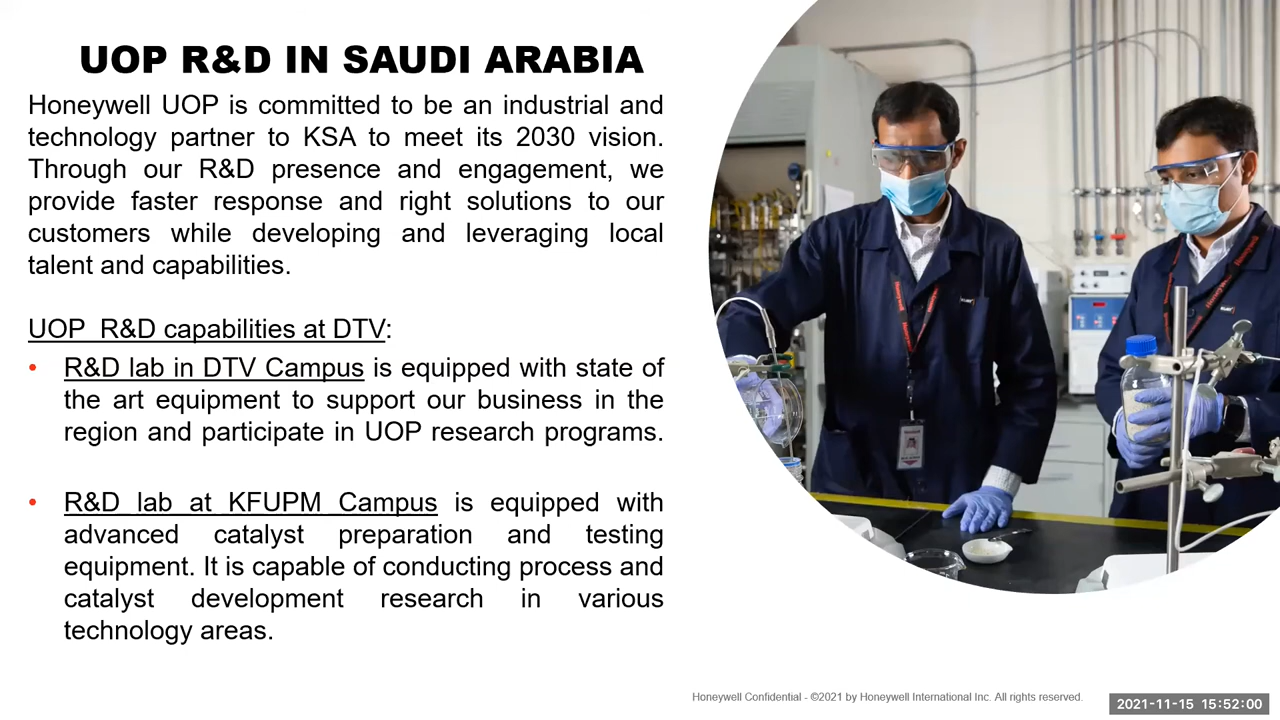 UOP R&D IN SAUDI ARABIA
Honeywell UOP is committed to be an industrial and
technology partner to KSA to meet its 2030 vision.
Through our R&D presence and engagement, we
provide faster response and right solutions to our
customers while developing and leveraging local
talent and capabilities.
UOP R&D capabilities at DTV:
• R&D lab in DTV Campus is equipped with state of
the art equipment to support our business in the
region and participate in UOP research programs.
• R&D lab at KFUPM Campus is equipped with
advanced catalyst preparation and testing
equipment. It is capable of conducting process and
catalyst development research in various
technology areas.
Honeywell
Honeywell
Honeywell Confidential - ©2021 by Honeywell International Inc. All rights reserved.
2021-11-15 15:52:00